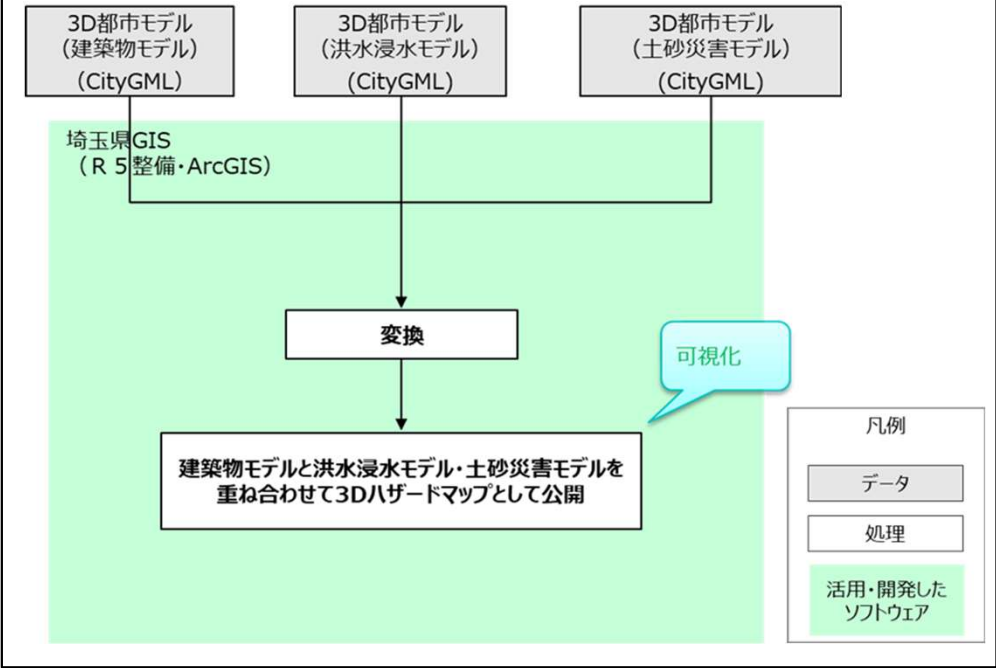 3D都市モデル
（建築物モデル）
（CityGML）
3D都市モデル
（洪水浸水モデル）
(CityGML)
3D都市モデル
（土砂災害モデル）
(CityGML)
埼玉県GIS
（Ｒ５整備・ArcGIS）
変換
可視化
建築物モデルと洪水浸水モデル・土砂災害モデルを
重ね合わせて3Dハザードマップとして公開
凡例
データ
処理
活用・開発した
ソフトウェア